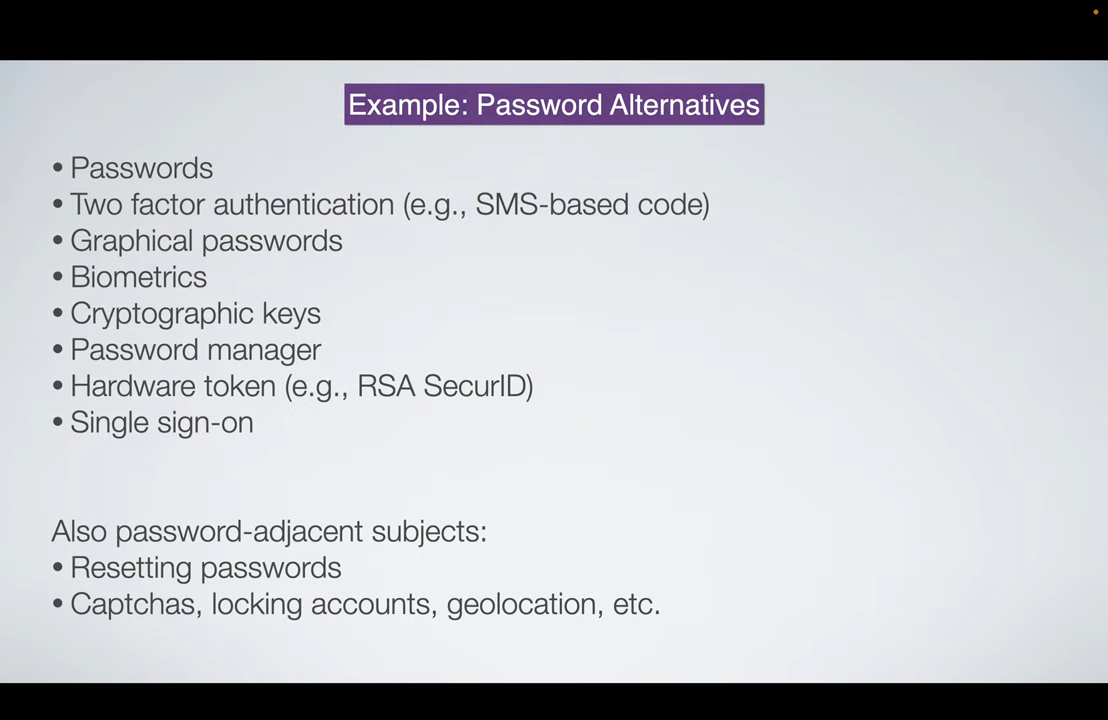 Example: Password Alternatives
• Passwords
• Two factor authentication (e.g., SMS-based code)
• Graphical passwords
• Biometrics
• Cryptographic keys
• Password manager
• Hardware token (e.g., RSA SecurID)
• Single sign-on
Also password-adjacent subjects:
• Resetting passwords
• Captchas, locking accounts, geolocation, etc.